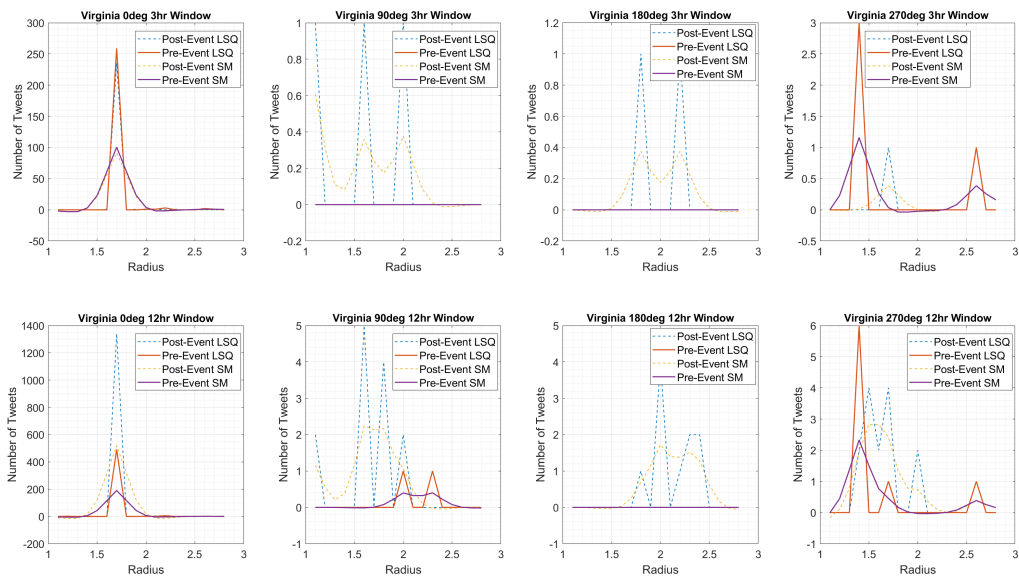 Virginia 0deg 3hr Window
Number of Tweets
300
250
200
150
100
50
0
-50
1
1.5
2
2.5
3
Radius
Post-Event LSQ
Pre-Event LSQ
Post-Event SM
Pre-Event SM
Virginia 90deg 3hr Window
Number of Tweets
1
0.8
0.6
0.4
0.2
0
-0.2
1
1.5
2
2.5
3
Radius
Post-Event LSQ
Pre-Event LSQ
Post-Event SM
Pre-Event SM
Virginia 180deg 3hr Window
Number of Tweets
1.2
1
0.8
0.6
0.4
0.2
0
-0.2
1
1.5
2
2.5
3
Radius
Post-Event LSQ
Pre-Event LSQ
Post-Event SM
Pre-Event SM
Virginia 270deg 3hr Window
Number of Tweets
3
2.5
2
1.5
1
0.5
0
-0.5
1
1.5
2
2.5
3
Radius
Post-Event LSQ
Pre-Event LSQ
Post-Event SM
Pre-Event SM
Virginia 0deg 12hr Window
Number of Tweets
1400
1200
1000
800
600
400
200
0
-200
1
1.5
2
2.5
3
Radius
Post-Event LSQ
Pre-Event LSQ
Post-Event SM
Pre-Event SM
Virginia 90deg 12hr Window
Number of Tweets
5
4
3
2
1
0
-1
1
1.5
2
2.5
3
Radius
Post-Event LSQ
Pre-Event LSQ
Post-Event SM
Pre-Event SM
Virginia 180deg 12hr Window
Number of Tweets
5
4
3
2
1
0
-1
1
1.5
2
2.5
3
Radius
Post-Event LSQ
Pre-Event LSQ
Post-Event SM
Pre-Event SM
Virginia 270deg 12hr Window
Number of Tweets
6
5
4
3
2
1
0
-1
1
1.5
2
2.5
3
Radius
Post-Event LSQ
Pre-Event LSQ
Post-Event SM
Pre-Event SM